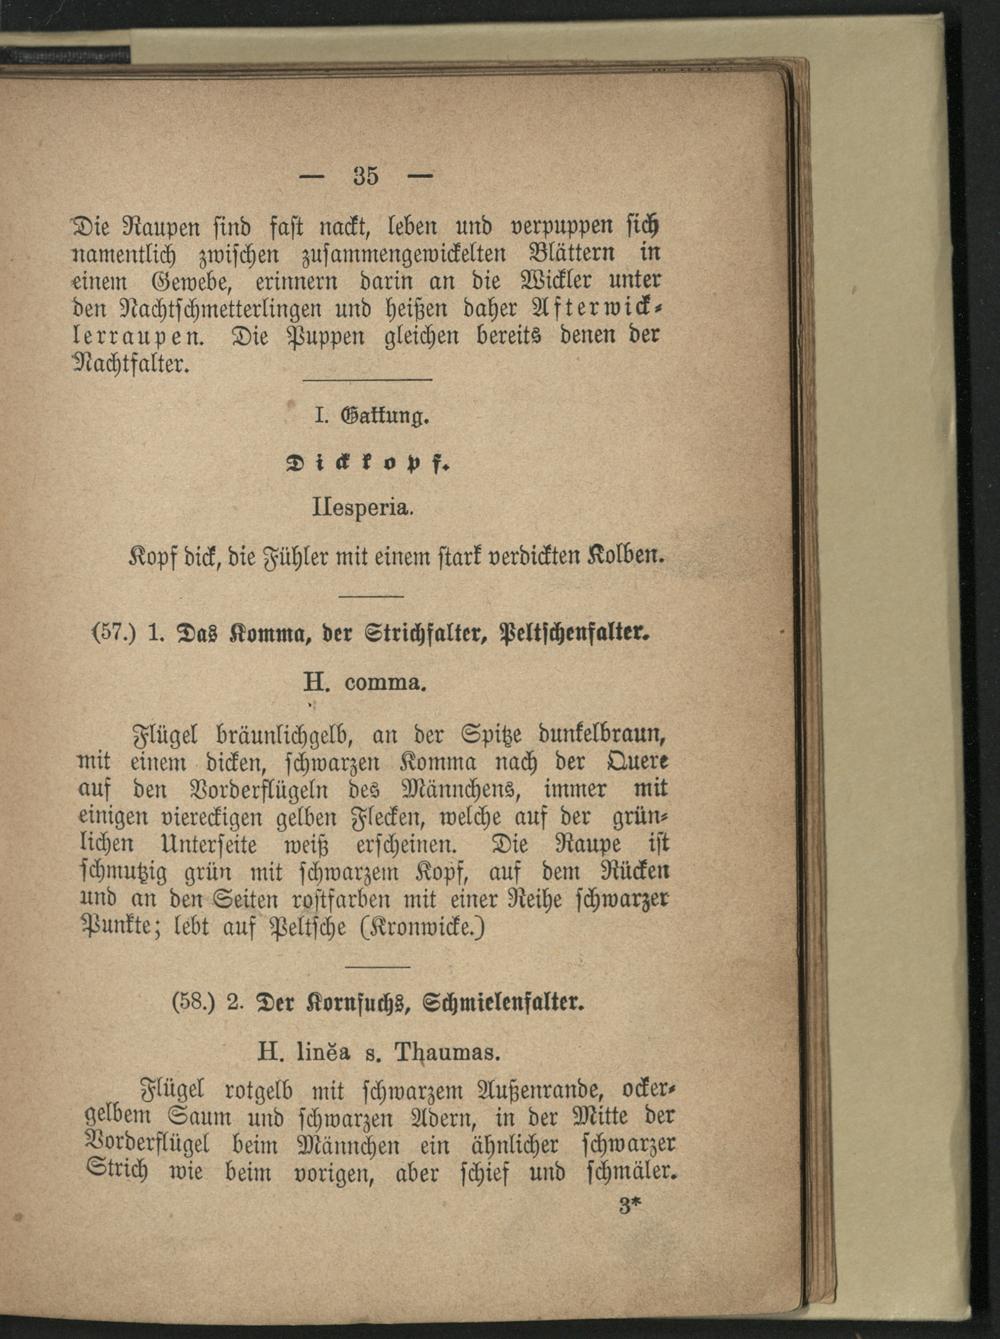 — 35 —
Die Raupen sind fast nackt, leben und verpuppen sich
namentlich zwischen zusammengewickelten Blättern in
einem Gewebe, erinnern darin an die Wickler unter
den Nachtschmetterlingen und heißen daher Afterwick-
lerraupen. Die Puppen gleichen bereits denen der
Nachtfalter.
I. Gattung.
Dickkopf.
Hesperia.
Kopf dick, die Fühler mit einem stark verdickten Kolben.
(57.) 1. Das Komma, der Strichfalter, Peltschenfalter.
H. comma.
Flügel bräunlichgelb, an der Spitze dunkelbraun,
mit einem dicken, schwarzen Komma nach der Quere
auf den Vorderflügeln des Männchens, immer mit
einigen viereckigen gelben Flecken, welche auf der grün-
lichen Unterseite weiß erscheinen. Die Raupe ist
schmutzig grün mit schwarzem Kopf, auf dem Rücken
und an den Seiten rostfarben mit einer Reihe schwarzer
Punkte; lebt auf Peltsche (Kronwicke.)
(58.) 2. Der Kornfuchs, Schmielenfalter.
H. linĕa s. Thaumas.
Flügel rotgelb mit schwarzem Außenrande, ocker-
gelbem Saum und schwarzen Adern, in der Mitte der
Vorderflügel beim Männchen ein ähnlicher schwarzer
Strich wie beim vorigen, aber schief und schmäler.
3*